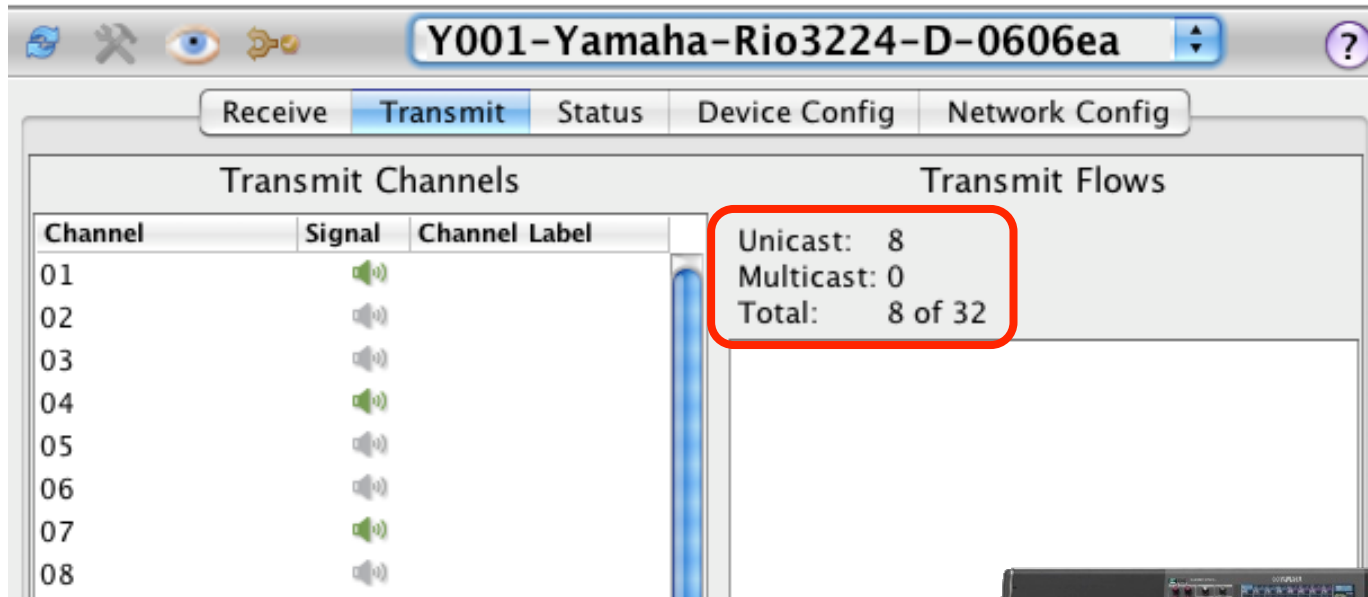 Y001-Yamaha-Rio3224-D-0606ea
?
Receive Transmit Status Device Config Network Config
Transmit Channels
Transmit Flows
Channel Signal Channel Label
Unicast: 8
Multicast: 0
Total: 8 of 32
01
02
03
04
05
06
07
08